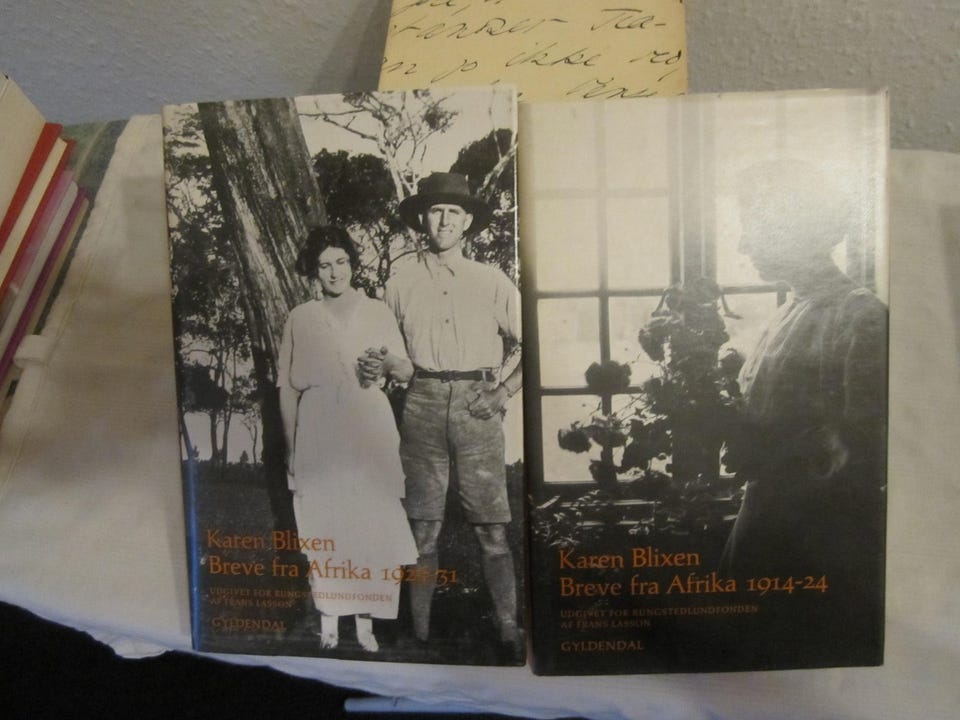 ikke
Karen Blixen
Breve fra Afrika 1925-31
UDGIVET FOR RUNGSTEDLUNDFONDEN
AF FRANS LASSON
GYLDENDAL
Karen Blixen
Breve fra Afrika 1914-24
UDGIVET FOR RUNGSTEDLUNDFONDEN
AF FRANS LASSON
GYLDENDAL